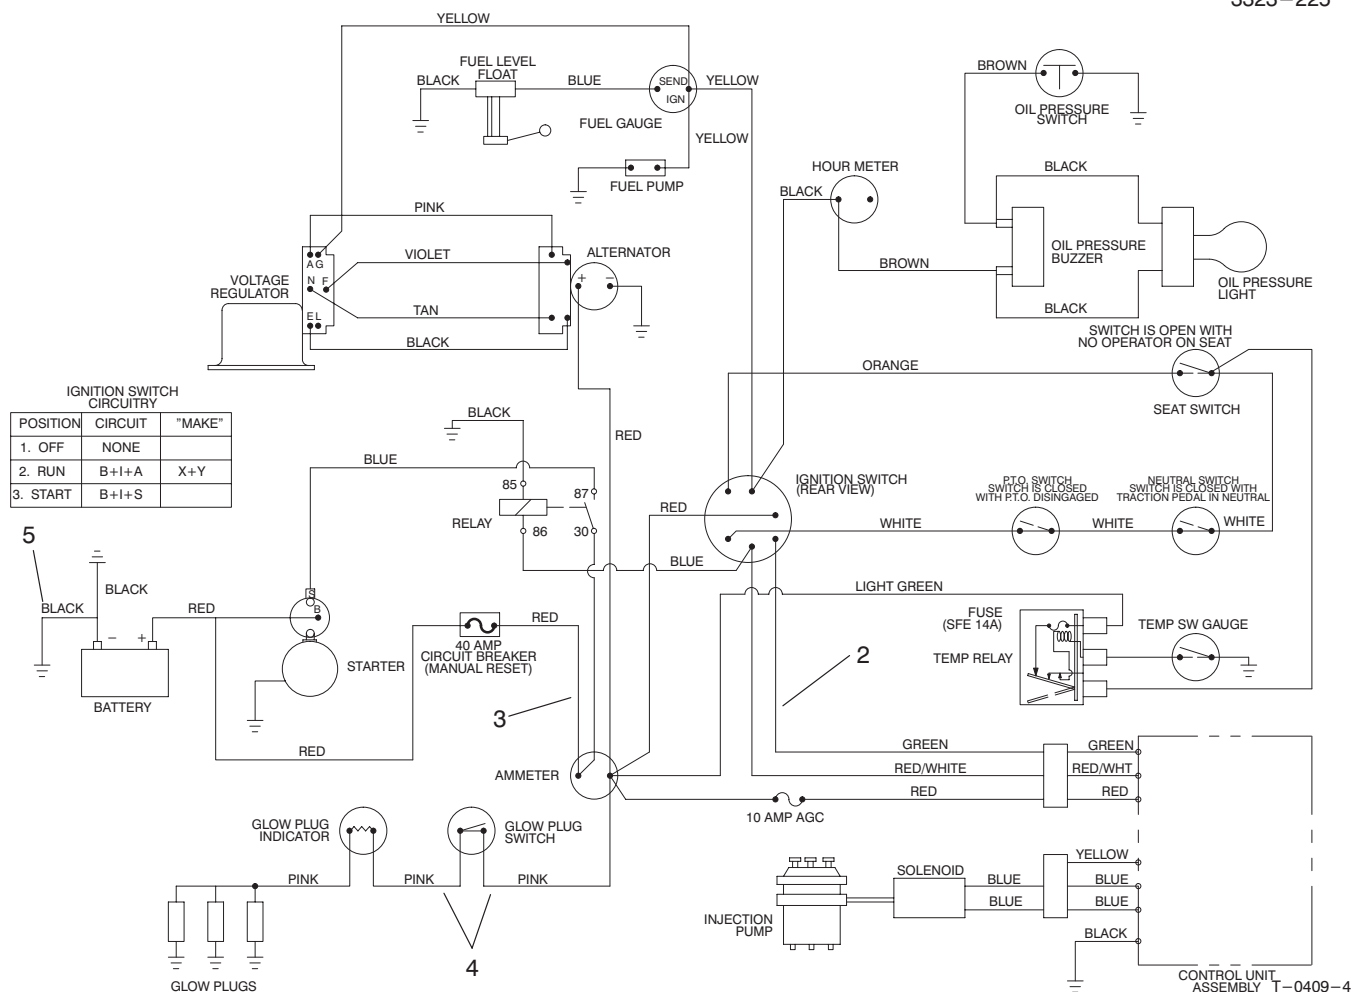 3325-225
YELLOW
FUEL LEVEL
FLOAT
BLACK
BLUE
SEND
IGN
YELLOW
FUEL GAUGE
YELLOW
FUEL PUMP
BROWN
OIL PRESSURE
SWITCH
HOUR METER
BLACK
BLACK
OIL PRESSURE
BUZZER
BROWN
BLACK
OIL PRESSURE
LIGHT
PINK
VIOLET
ALTERNATOR
VOLTAGE
REGULATOR
A G
N F
E L
+ -
TAN
BLACK
SWITCH IS OPEN WITH
NO OPERATOR ON SEAT
ORANGE
SEAT SWITCH
IGNITION SWITCH
CIRCUITRY
POSITION CIRCUIT "MAKE"
1. OFF NONE
2. RUN B+I+A X+Y
3. START B+I+S
BLACK
RED
BLUE
85
87
RELAY
86
30
RED
IGNITION SWITCH
(REAR VIEW)
P.T.O. SWITCH
SWITCH IS CLOSED
WITH P.T.O. DISINGAGED
NEUTRAL SWITCH
SWITCH IS CLOSED WITH
TRACTION PEDAL IN NEUTRAL
WHITE
WHITE
WHITE
BLUE
5
BLACK
BLACK
RED
- +
BATTERY
S
B
STARTER
40 AMP
CIRCUIT BREAKER
(MANUAL RESET)
RED
LIGHT GREEN
FUSE
(SFE 14A)
TEMP RELAY
TEMP SW GAUGE
2
3
RED
AMMETER
GREEN
GREEN
RED/WHITE
RED/WHT
RED
RED
10 AMP AGC
GLOW PLUG
INDICATOR
GLOW PLUG
SWITCH
PINK
PINK
PINK
4
GLOW PLUGS
INJECTION
PUMP
SOLENOID
BLUE
BLUE
YELLOW
BLUE
BLUE
BLACK
CONTROL UNIT
ASSEMBLY
T-0409-4